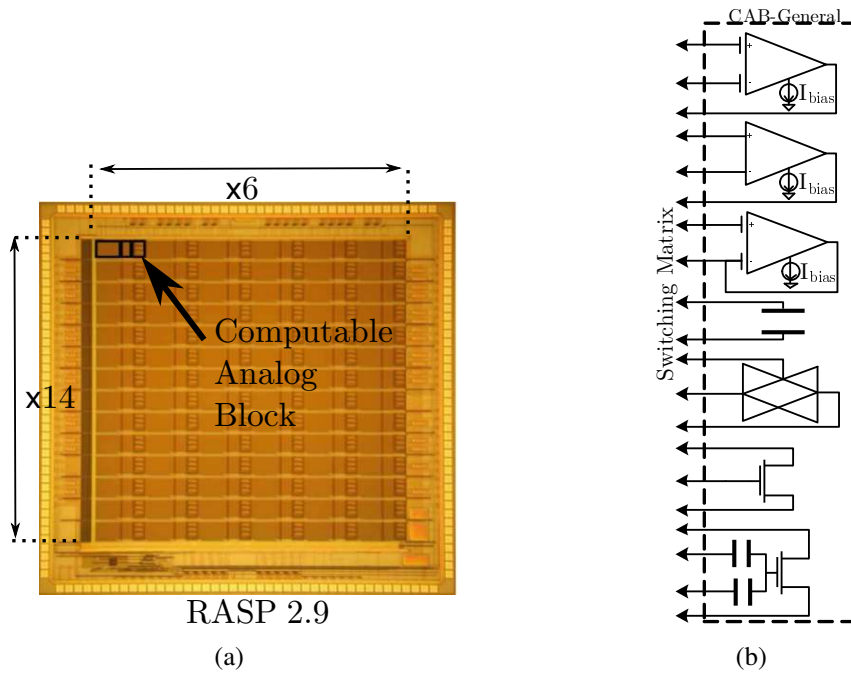 x6
x14
Computable
Analog
Block
RASP 2.9
(a)
CAB-General
+
-
I_bias
+
-
I_bias
+
-
I_bias
Switching Matrix
(b)